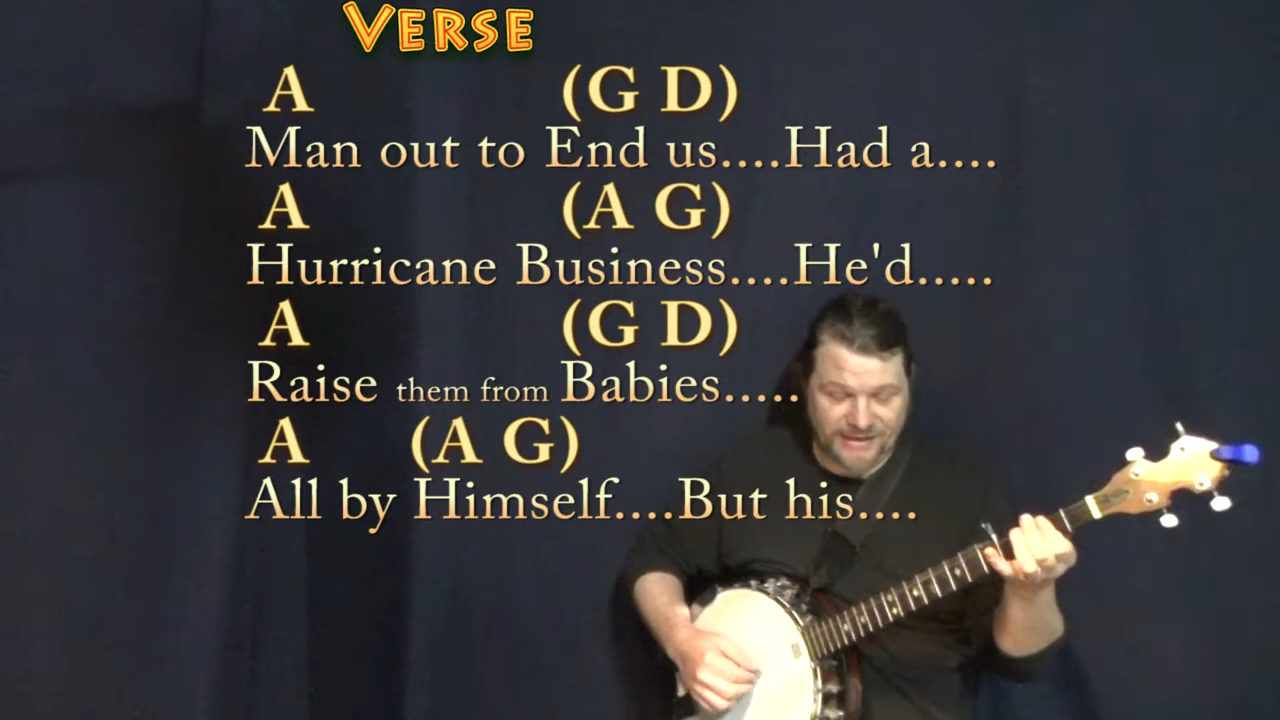 VERSE
A (G D)
Man out to End us....Had a....
A (A G)
Hurricane Business....He'd.....
A (G D)
Raise them from Babies.....
A (A G)
All by Himself....But his....